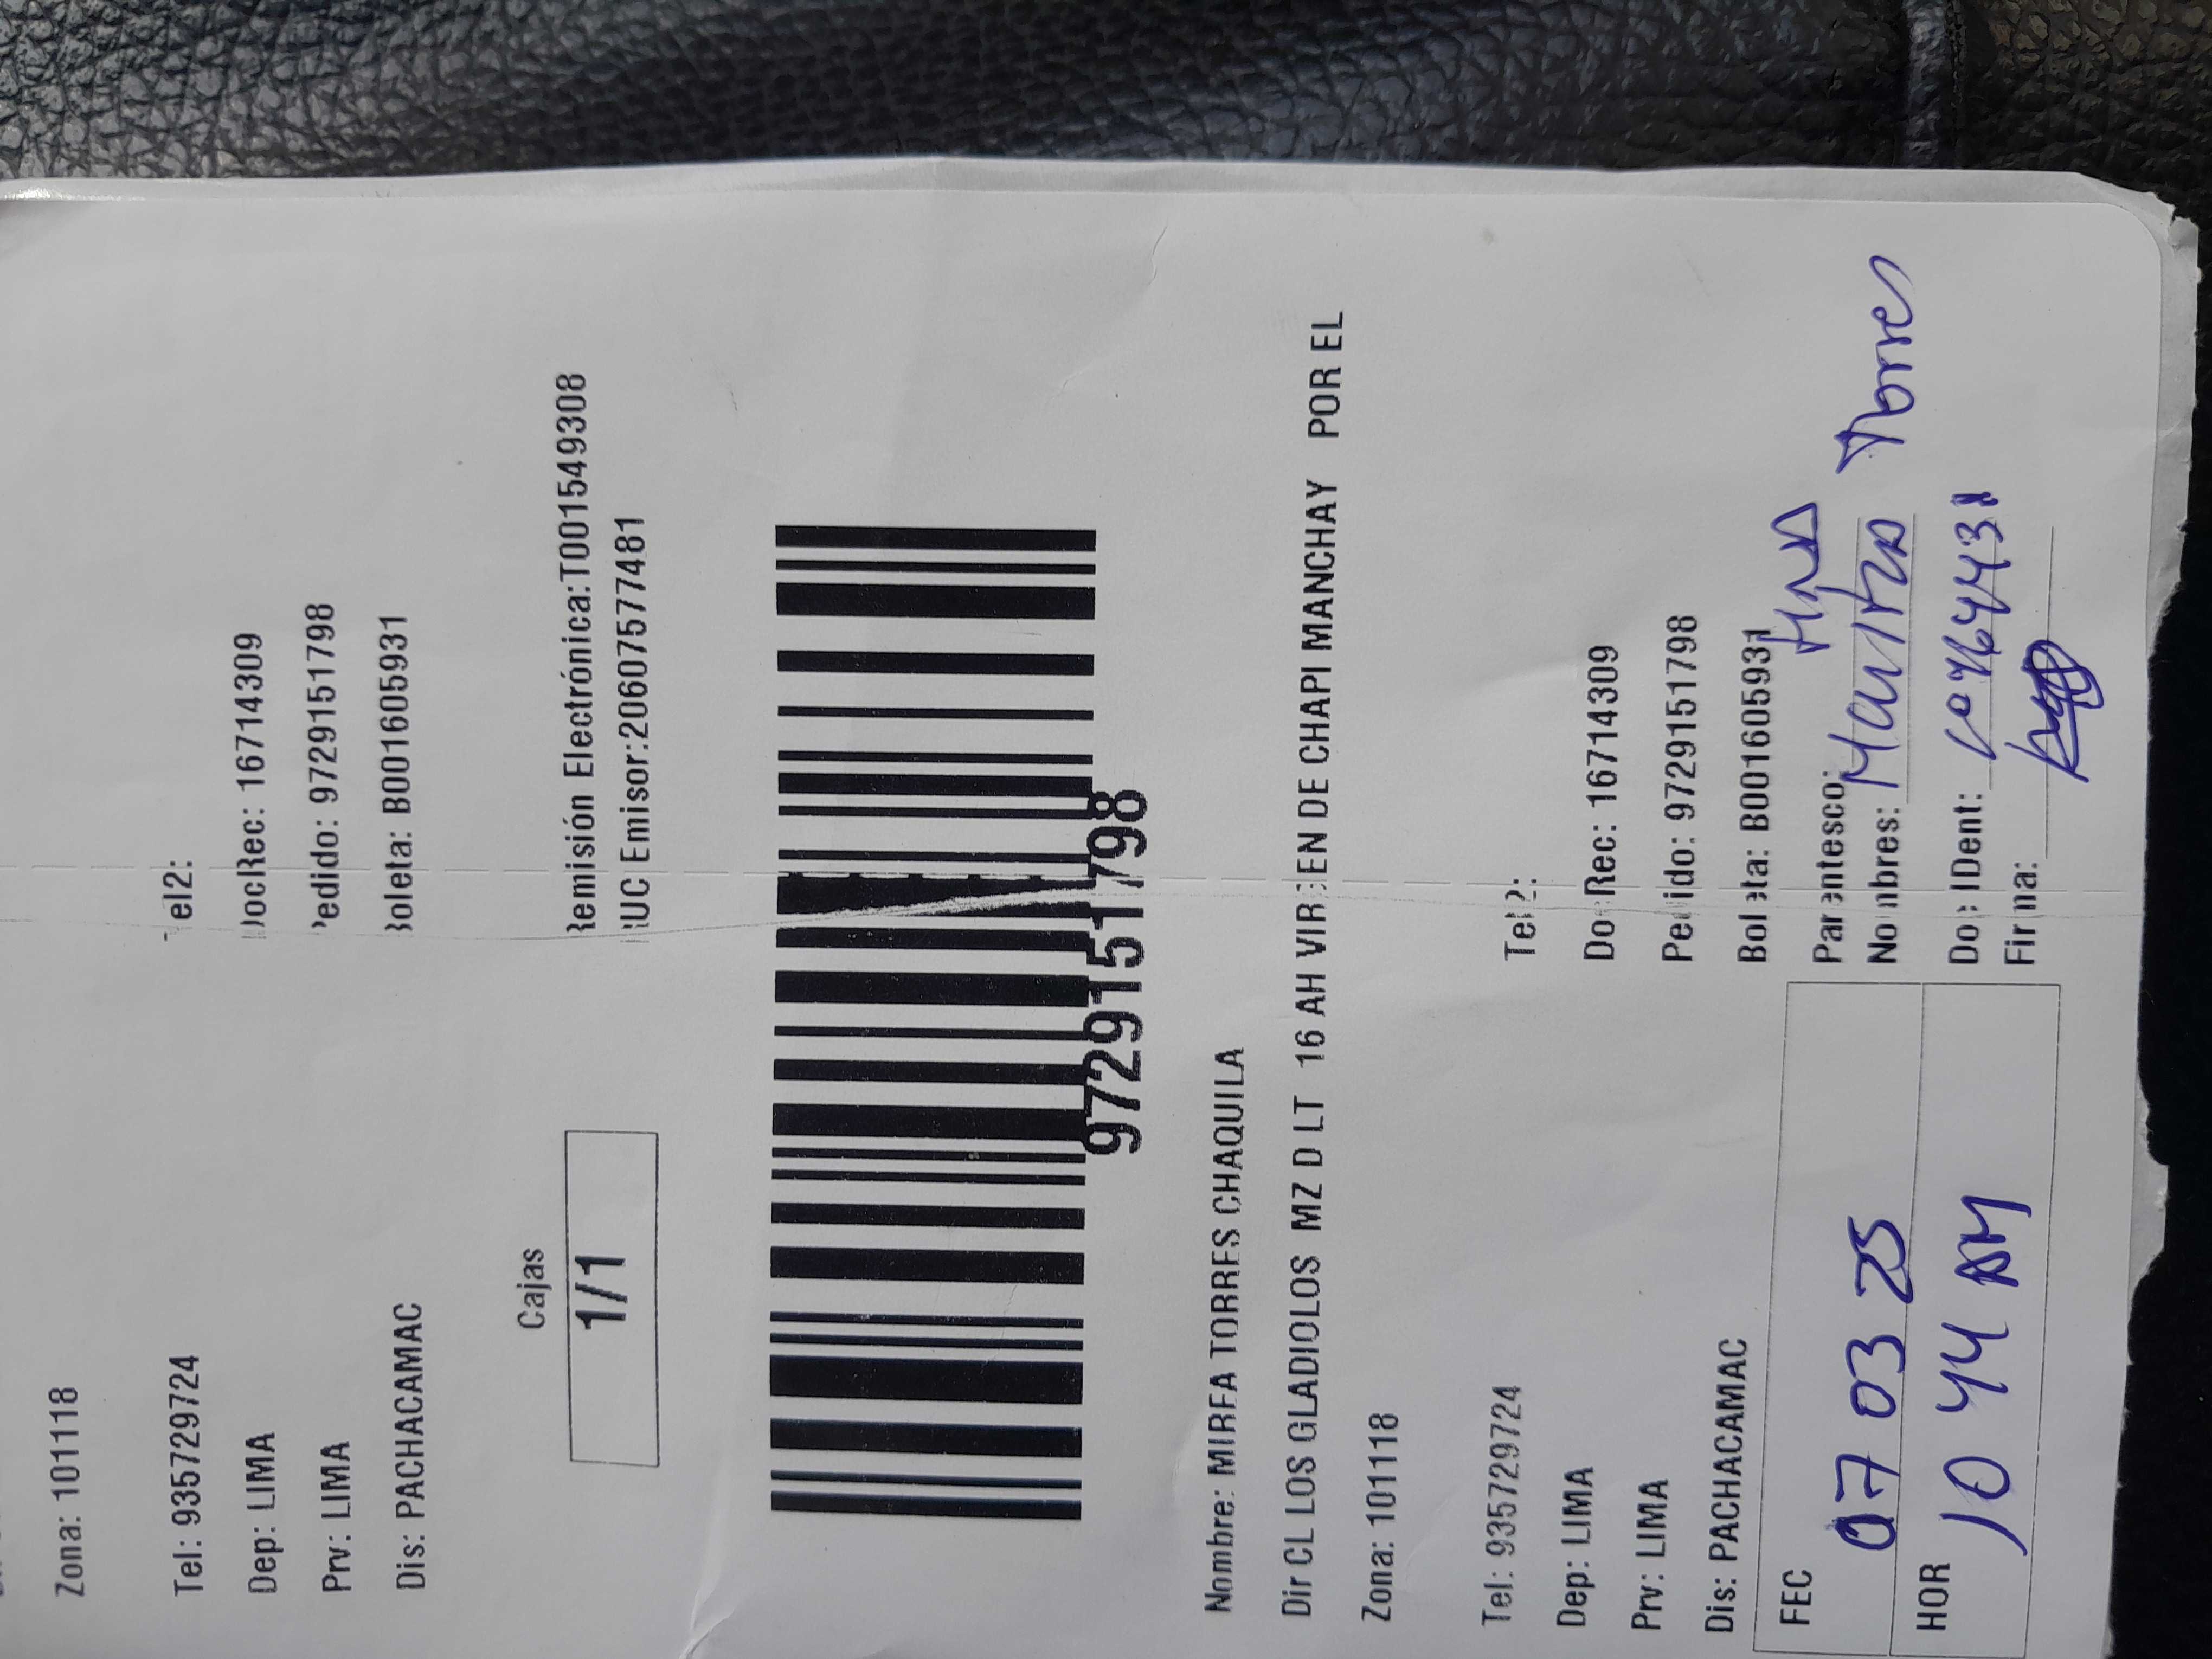 Zona: 101118
Tel: 935729724 Tel2:
Dep: LIMA DocRec: 16714309
Prv: LIMA Pedido: 9729151798
Dis: PACHACAMAC Boleta: B001605931
Cajas
1/1
Remisión Electrónica:T001549308
RUC Emisor:20607577481
9729151798
Nombre: MIREA TORRES CHAQUILA
Dir CL LOS GLADIOLOS MZ D LT 16 AH VIRGEN DE CHAPI MANCHAY POR EL
Zona: 101118
Tel: 935729724 Tel2:
Dep: LIMA DocRec: 16714309
Prv: LIMA Pedido: 9729151798
Dis: PACHACAMAC Boleta: B001605931
FEC 07 03 25
Parentesco:
Nombres: Maritza Torres
HOR 10 44 AM
Doc IDent:
Firma: